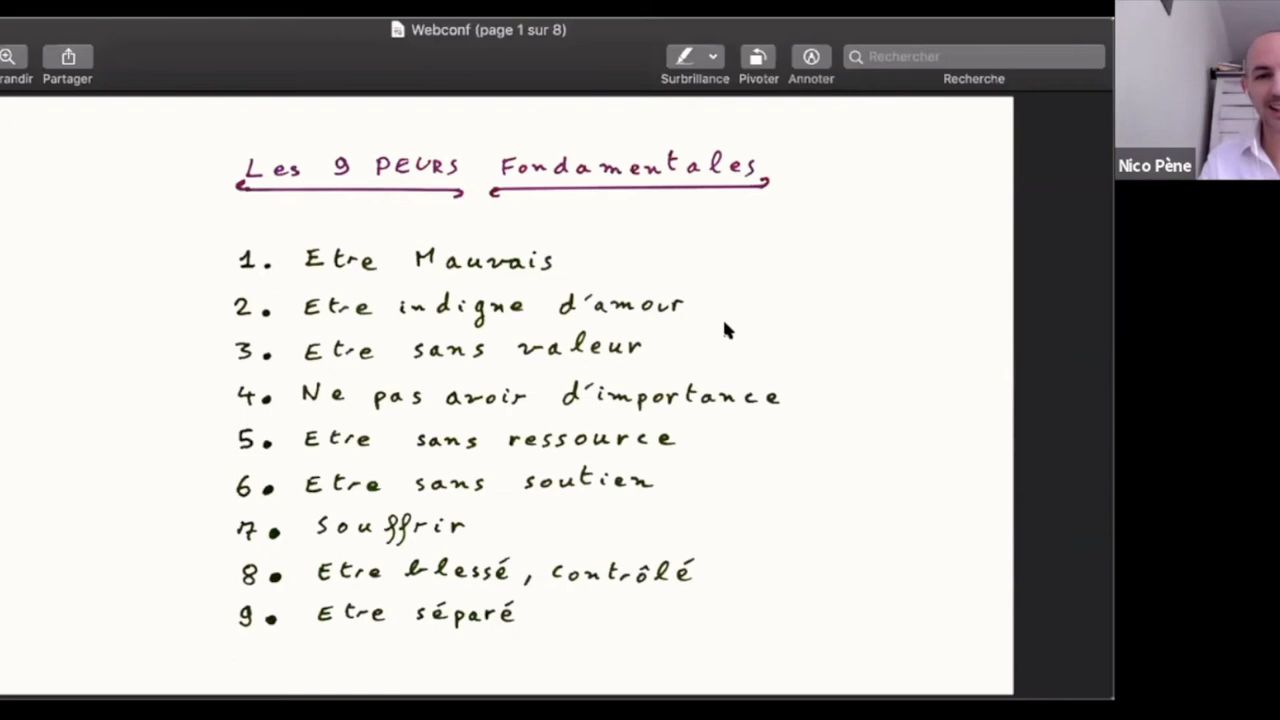 Webconf (page 1 sur 8)
randir Partager Surbrillance Pivoter Annoter Rechercher Recherche
Nico Pène
Les 9 PEURS Fondamentales
1. Etre Mauvais
2. Etre indigne d'amour
3. Etre sans valeur
4. Ne pas avoir d'importance
5. Etre sans ressource
6. Etre sans soutien
7. Souffrir
8. Etre blessé, contrôlé
9. Etre séparé